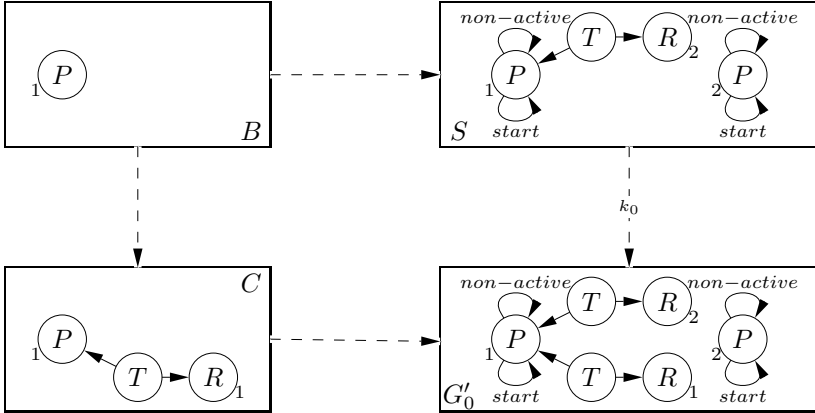 non−active non−active
T R
2
P P P
1 1 2
B S start start
k0
C non−active non−active
T R
2
P P P
1 1 2
T R T R
1 1
G′0 start start